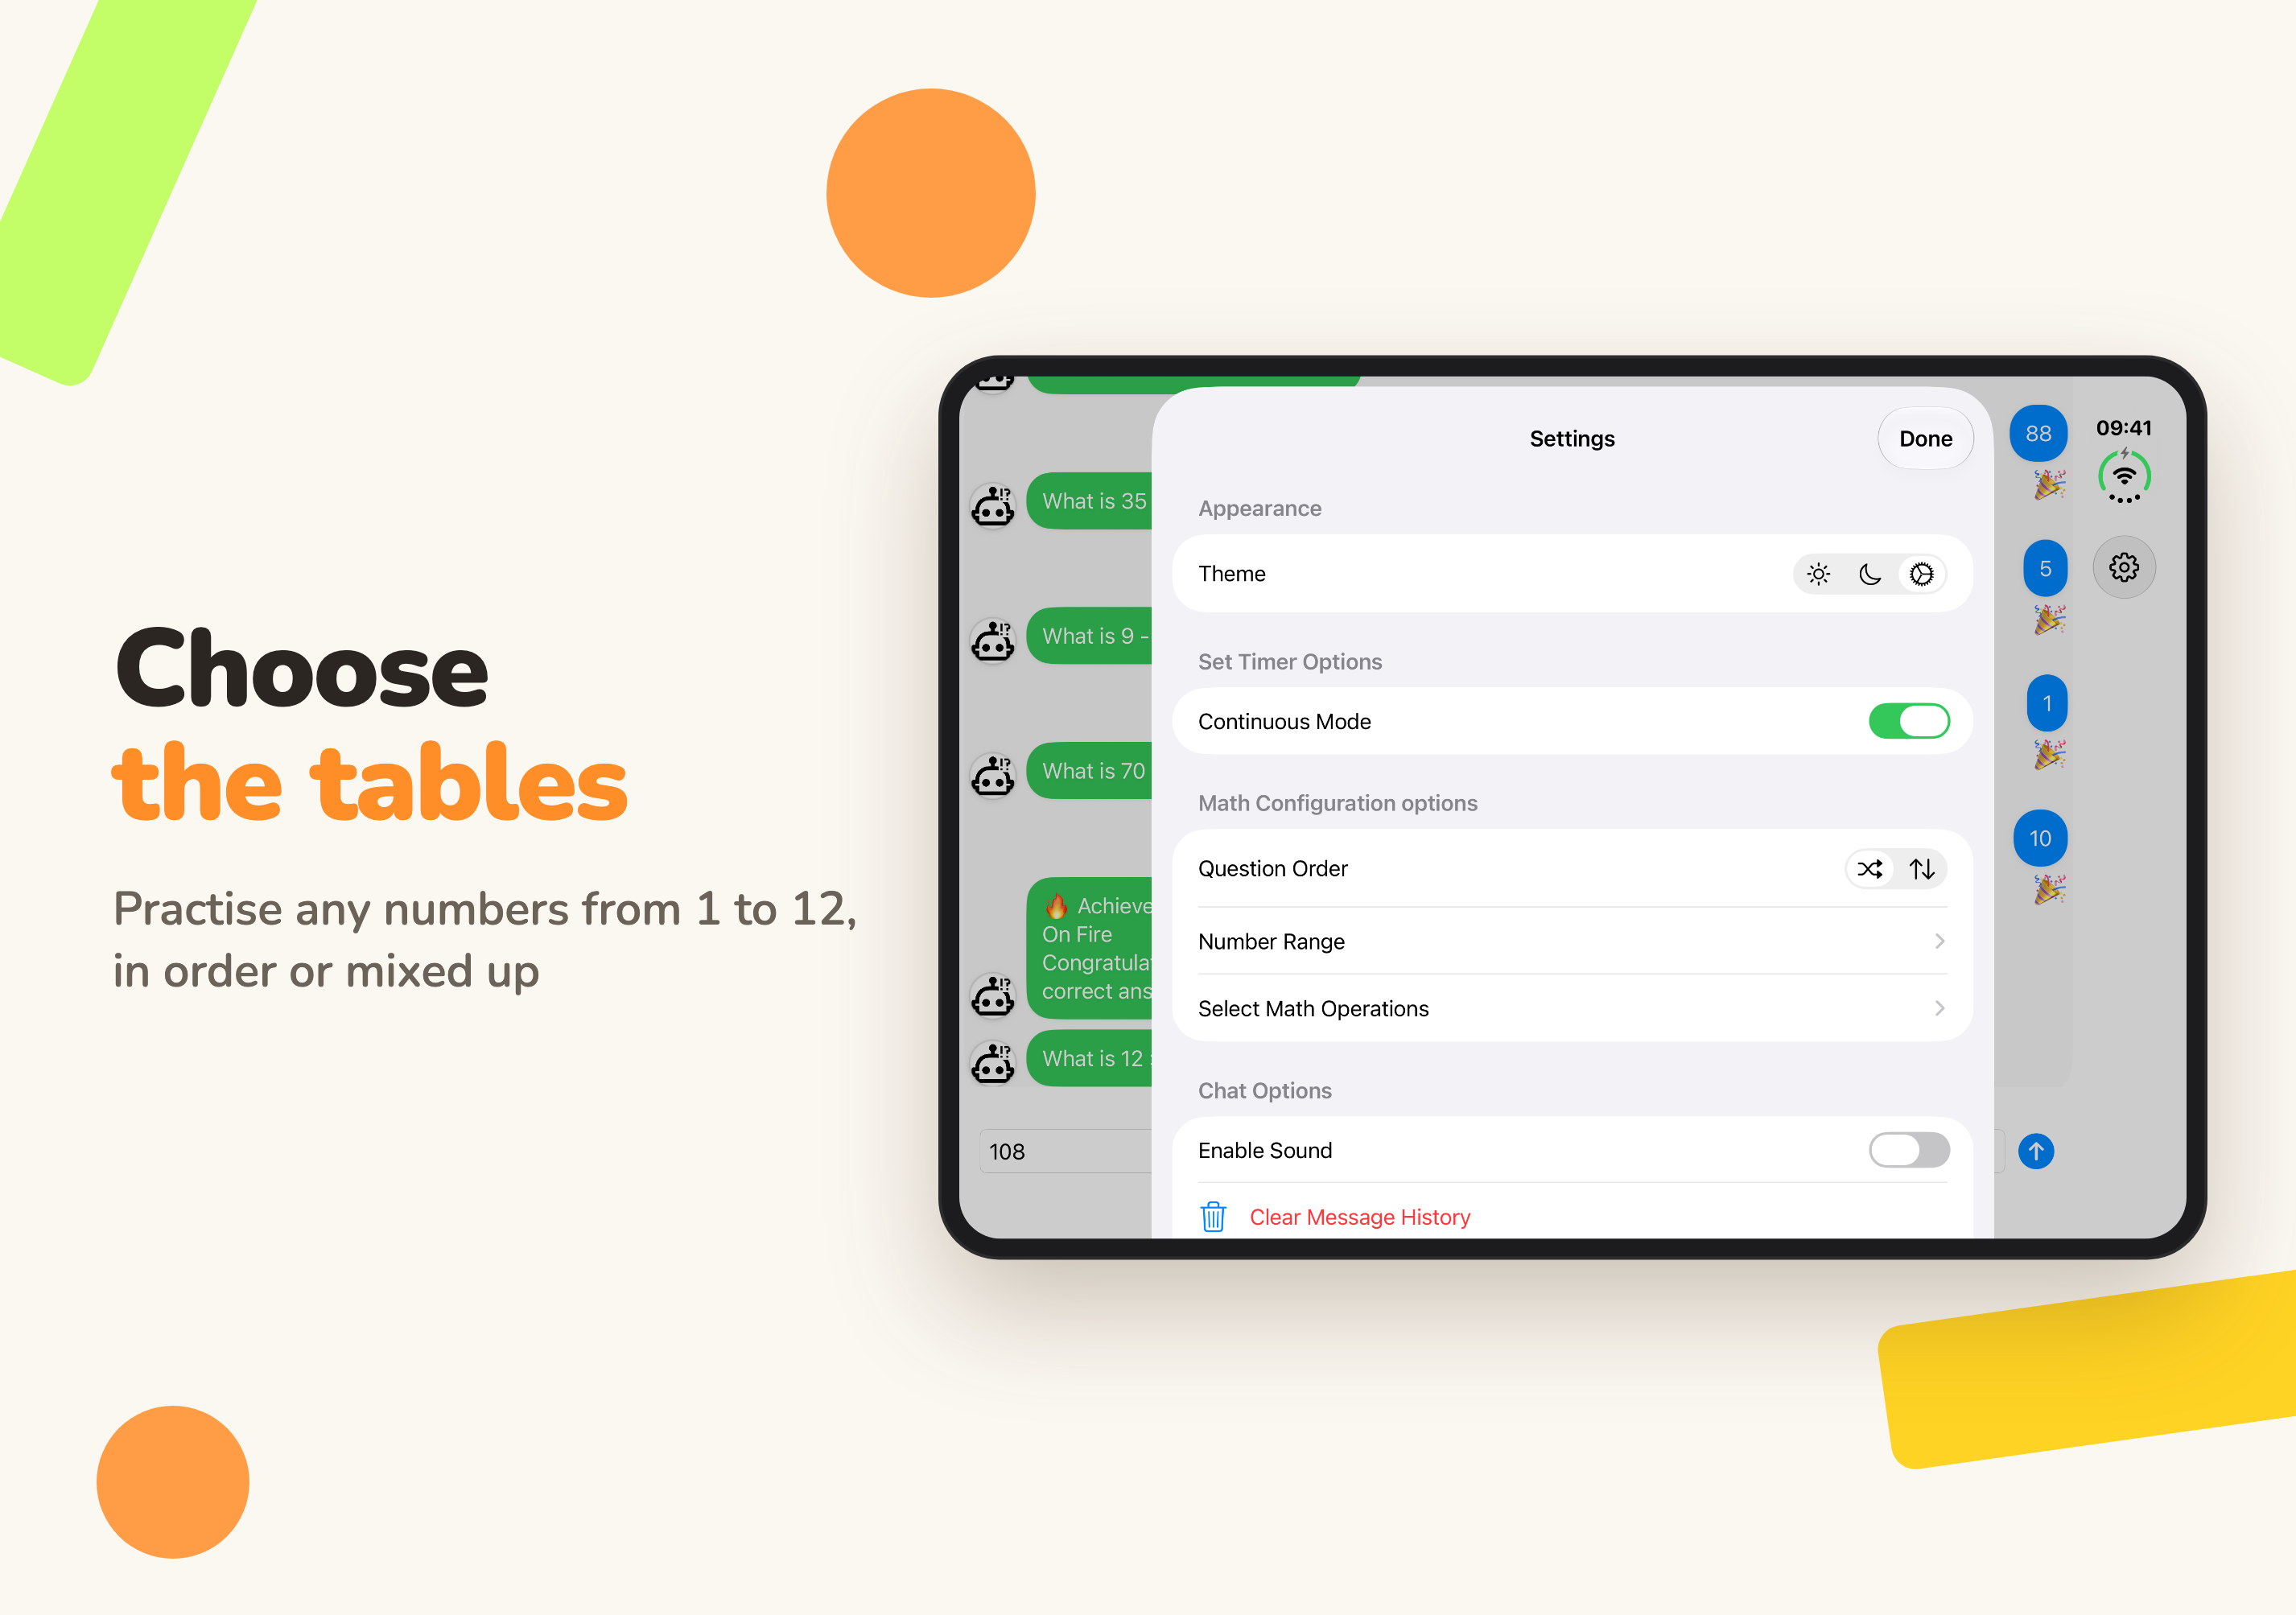 Choose
the tables
Practise any numbers from 1 to 12,
in order or mixed up
Settings
Done
Appearance
Theme
Set Timer Options
Continuous Mode
Math Configuration options
Question Order
Number Range
Select Math Operations
Chat Options
Enable Sound
Clear Message History
What is 35
What is 9 -
What is 70
🔥 Achieve
On Fire
Congratula
correct ans
What is 12
108
88
5
1
10
09:41